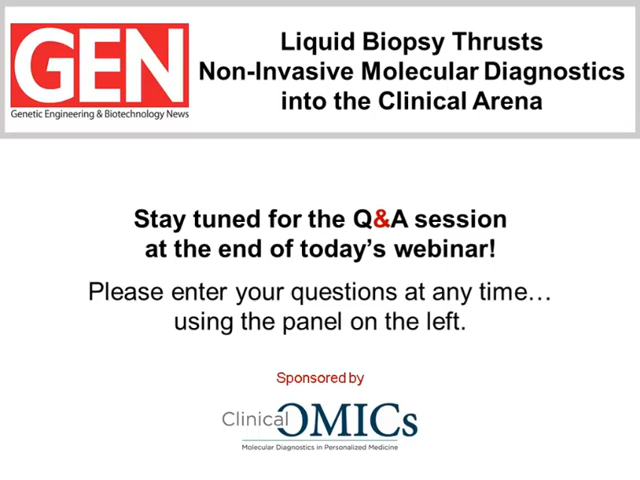 GEN
Genetic Engineering & Biotechnology News
Liquid Biopsy Thrusts
Non-Invasive Molecular Diagnostics
into the Clinical Arena
Stay tuned for the Q&A session
at the end of today's webinar!
Please enter your questions at any time…
using the panel on the left.
Sponsored by
Clinical OMICs
Molecular Diagnostics in Personalized Medicine